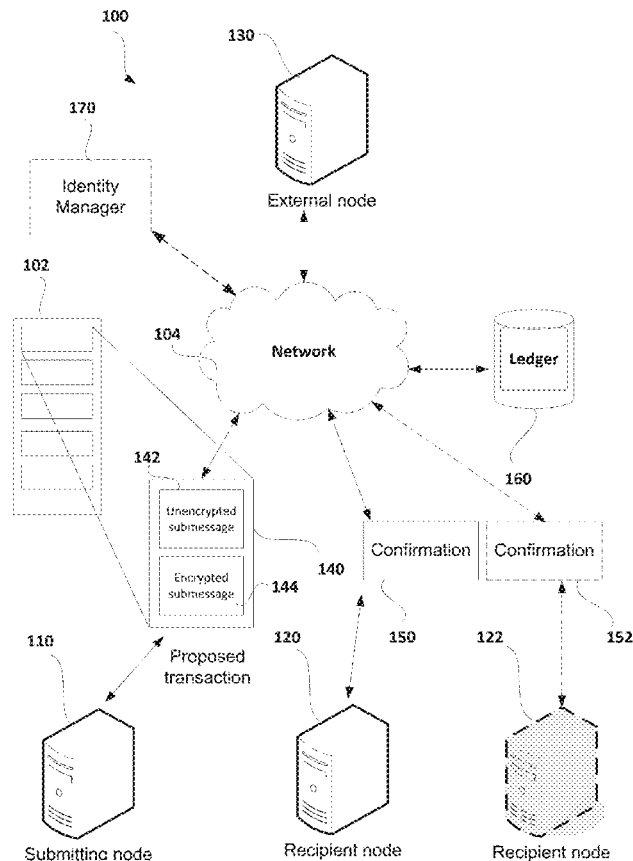 100
130
170
Identity
Manager
External node
102
104
Network
Ledger
142
160
Unencrypted
submessage
Confirmation
Confirmation
140
Encrypted
submessage
144
150
152
110
Proposed
transaction
120
122
Submitting node
Recipient node
Recipient node